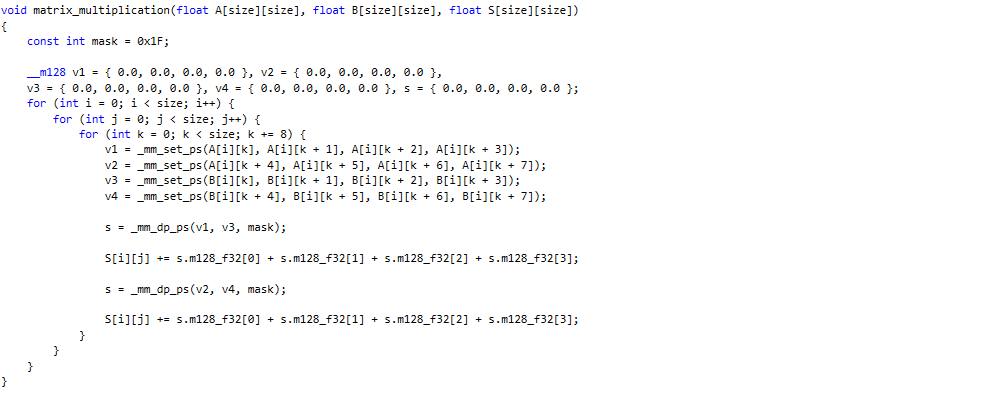 void matrix_multiplication(float A[size][size], float B[size][size], float S[size][size])
{
    const int mask = 0x1F;

    __m128 v1 = { 0.0, 0.0, 0.0, 0.0 }, v2 = { 0.0, 0.0, 0.0, 0.0 },
    v3 = { 0.0, 0.0, 0.0, 0.0 }, v4 = { 0.0, 0.0, 0.0, 0.0 }, s = { 0.0, 0.0, 0.0, 0.0 };
    for (int i = 0; i < size; i++) {
        for (int j = 0; j < size; j++) {
            for (int k = 0; k < size; k += 8) {
                v1 = _mm_set_ps(A[i][k], A[i][k + 1], A[i][k + 2], A[i][k + 3]);
                v2 = _mm_set_ps(A[i][k + 4], A[i][k + 5], A[i][k + 6], A[i][k + 7]);
                v3 = _mm_set_ps(B[i][k], B[i][k + 1], B[i][k + 2], B[i][k + 3]);
                v4 = _mm_set_ps(B[i][k + 4], B[i][k + 5], B[i][k + 6], B[i][k + 7]);

                s = _mm_dp_ps(v1, v3, mask);

                S[i][j] += s.m128_f32[0] + s.m128_f32[1] + s.m128_f32[2] + s.m128_f32[3];

                s = _mm_dp_ps(v2, v4, mask);

                S[i][j] += s.m128_f32[0] + s.m128_f32[1] + s.m128_f32[2] + s.m128_f32[3];
            }
        }
    }
}